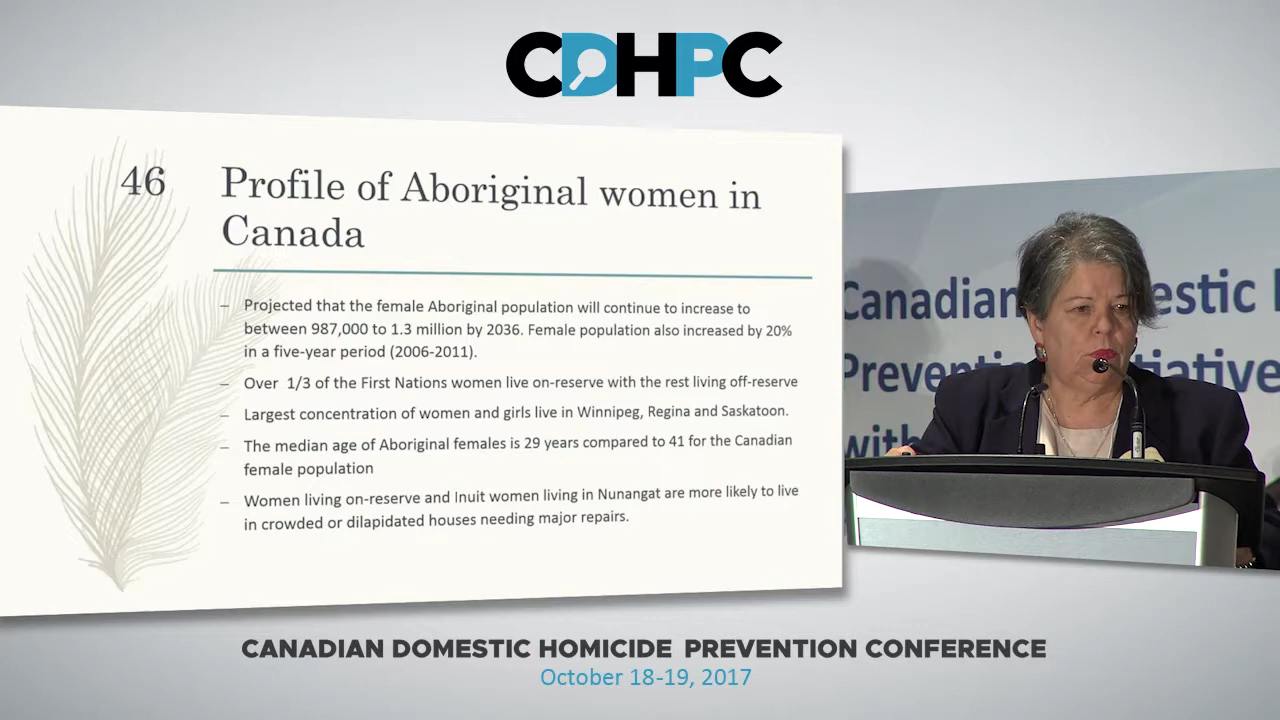 CDHPC
46
Profile of Aboriginal women in
Canada
– Projected that the female Aboriginal population will continue to increase to
between 987,000 to 1.3 million by 2036. Female population also increased by 20%
in a five-year period (2006-2011).
– Over 1/3 of the First Nations women live on-reserve with the rest living off-reserve
– Largest concentration of women and girls live in Winnipeg, Regina and Saskatoon.
– The median age of Aboriginal females is 29 years compared to 41 for the Canadian
female population
– Women living on-reserve and Inuit women living in Nunangat are more likely to live
in crowded or dilapidated houses needing major repairs.
Canadian
with
CANADIAN DOMESTIC HOMICIDE PREVENTION CONFERENCE
October 18-19, 2017